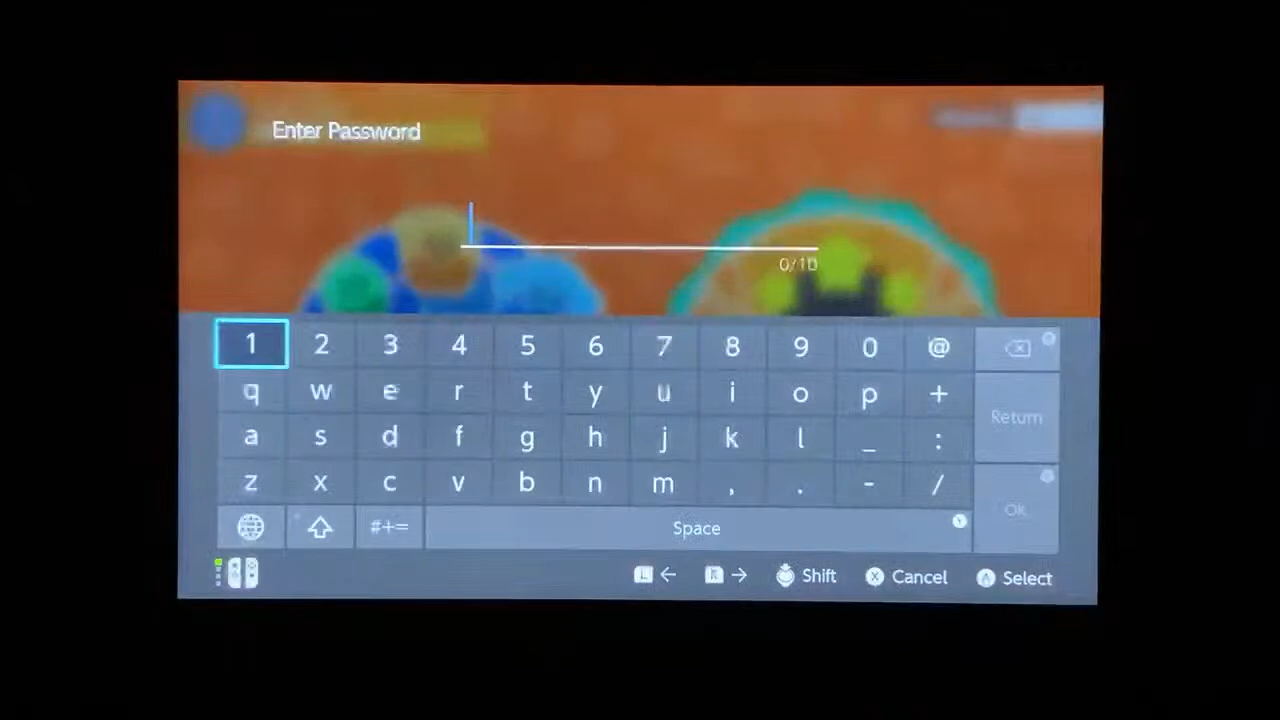 Enter Password
0/10
1 2 3 4 5 6 7 8 9 0 @
q w e r t y u i o p +
Return
a s d f g h j k l _ :
z x c v b n m , . - /
Ok
#+= Space Y
L ← R → Shift X Cancel A Select